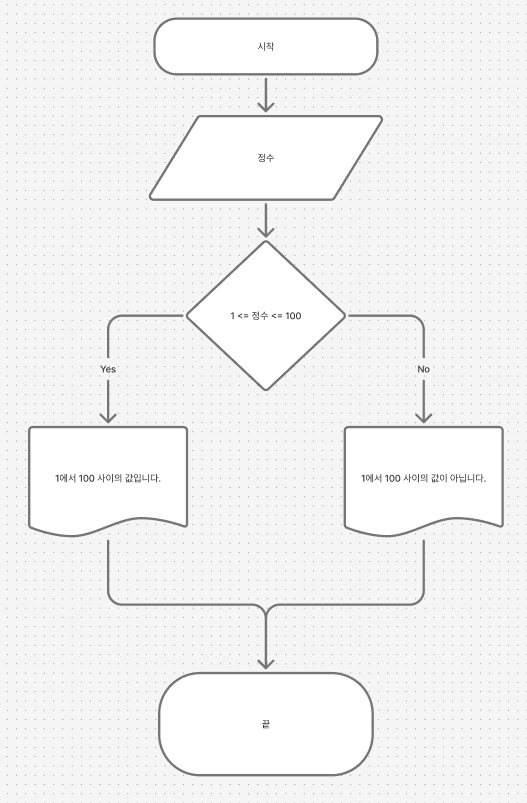 시작
정수
1 <= 정수 <= 100
Yes
No
1에서 100 사이의 값입니다.
1에서 100 사이의 값이 아닙니다.
끝